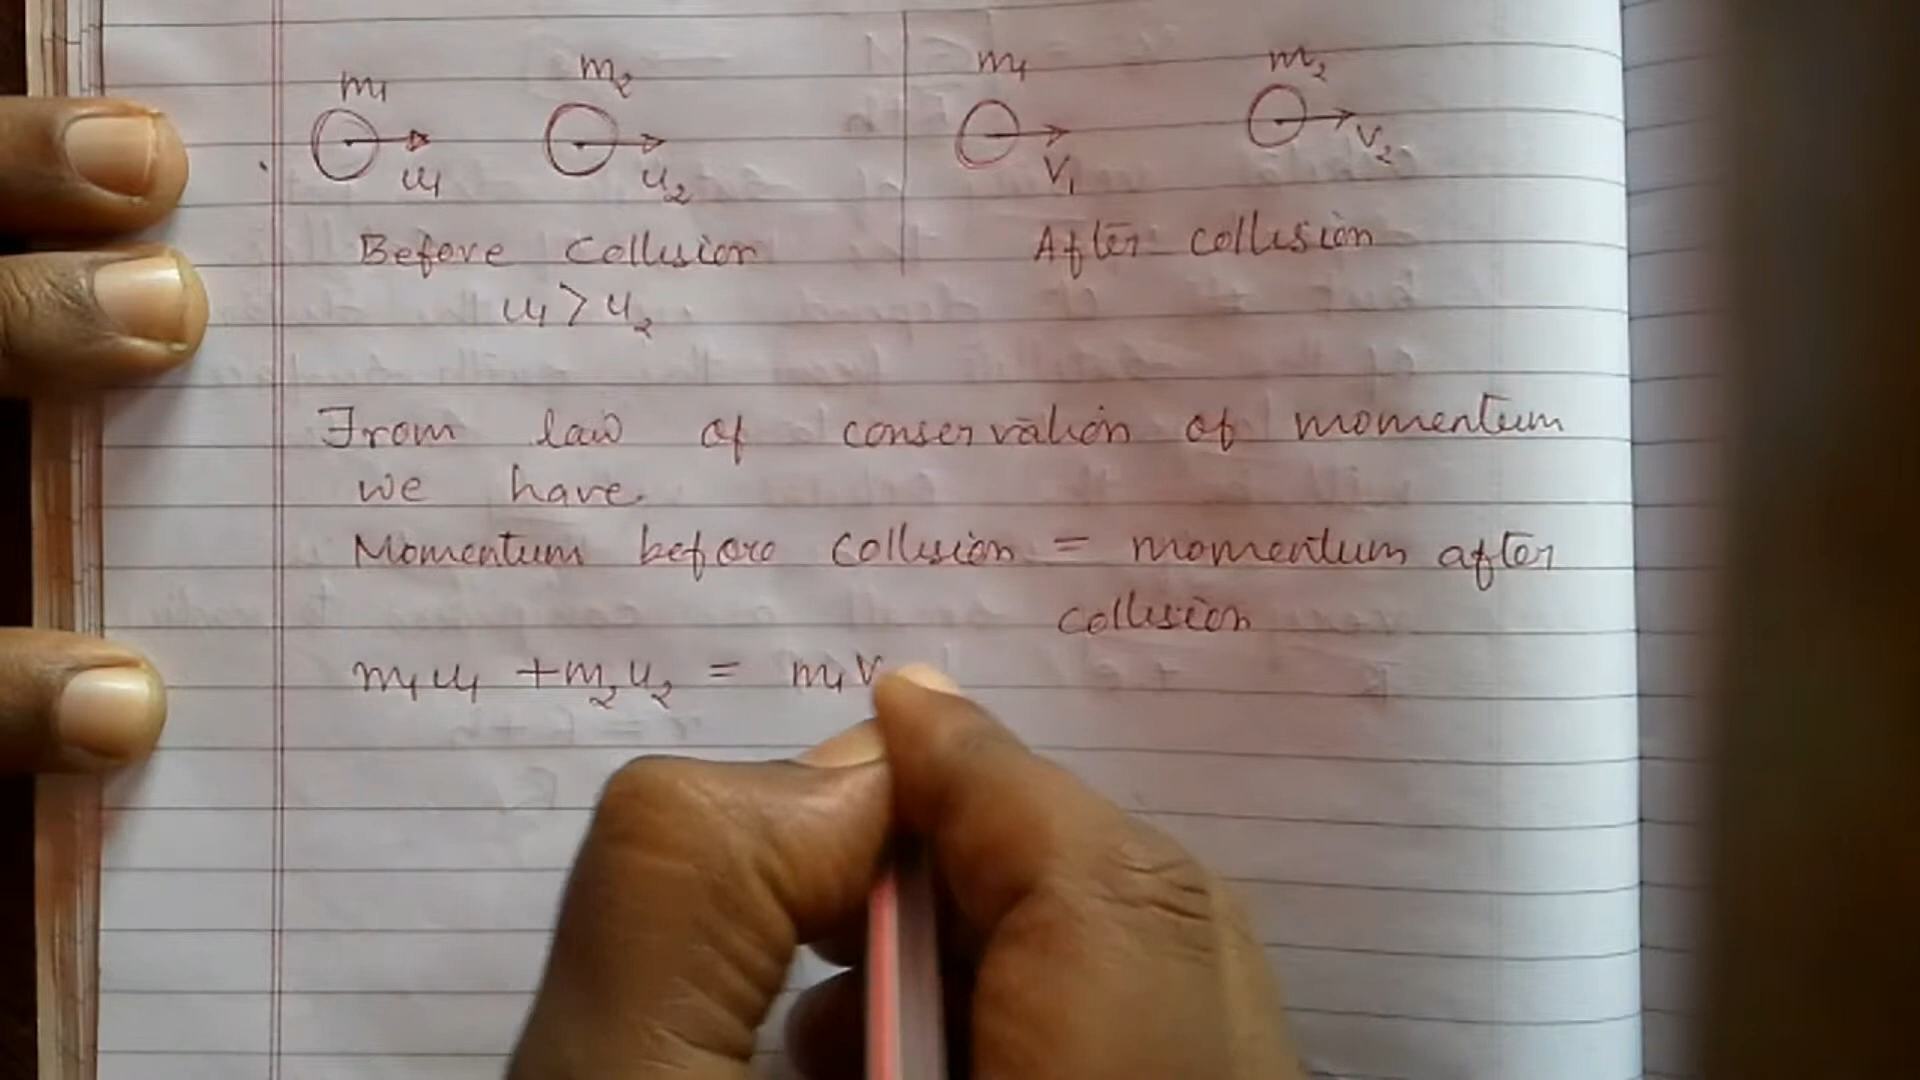 m₁ m₂ m₁ m₂
u₁ u₂ V₁ V₂
Before Collision After collision
u₁ > u₂
From law of conservation of momentum
we have.
Momentum before collision = momentum after
collision
m₁u₁ + m₂u₂ = m₁V